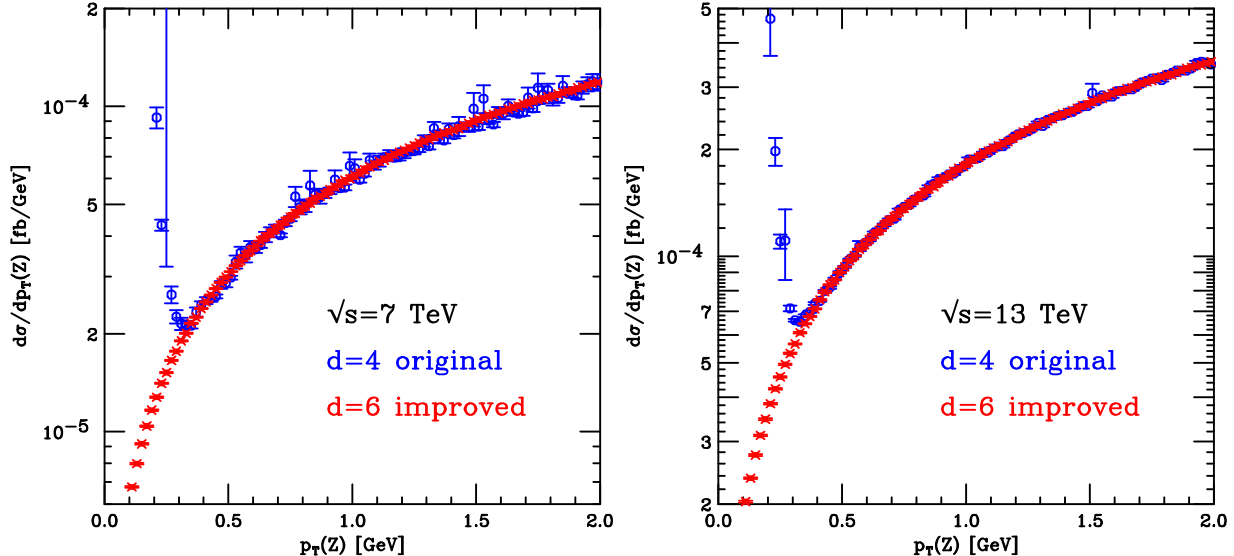 dσ/dp_T(Z) [fb/GeV]
10⁻⁴
5
2
10⁻⁵
√s=7 TeV
d=4 original
d=6 improved
0.0 0.5 1.0 1.5 2.0
p_T(Z) [GeV]
dσ/dp_T(Z) [fb/GeV]
5
3
2
10⁻⁴
7
5
4
3
2
√s=13 TeV
d=4 original
d=6 improved
0.0 0.5 1.0 1.5 2.0
p_T(Z) [GeV]